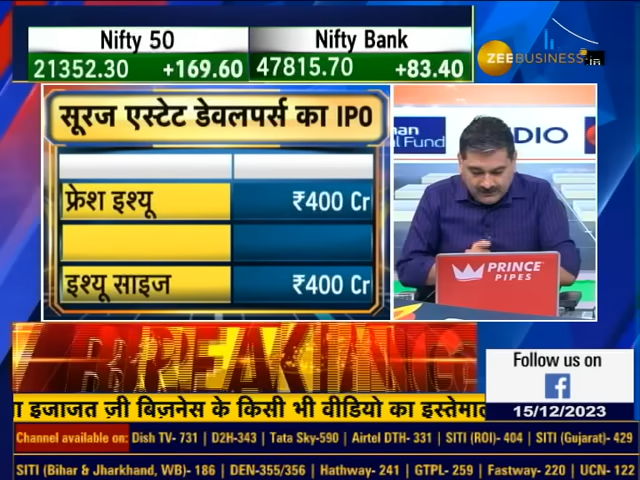 Nifty 50
21352.30 +169.60
Nifty Bank
47815.70 +83.40
ZEE BUSINESS
सूरज एस्टेट डेवलपर्स का IPO
फ्रेश इश्यू ₹400 Cr
इश्यू साइज ₹400 Cr
Fund
DIO
PRINCE
PIPES
BREAKING
Follow us on
15/12/2023
इजाजत ज़ी बिज़नेस के किसी भी वीडियो का इस्तेमाल
Channel available on: Dish TV- 731 | D2H-343 | Tata Sky-590 | Airtel DTH- 331 | SITI (ROI)- 404 | SITI (Gujarat)- 429
SITI (Bihar & Jharkhand, WB)- 186 | DEN-355/356 | Hathway- 241 | GTPL- 259 | Fastway- 220 | UCN- 122